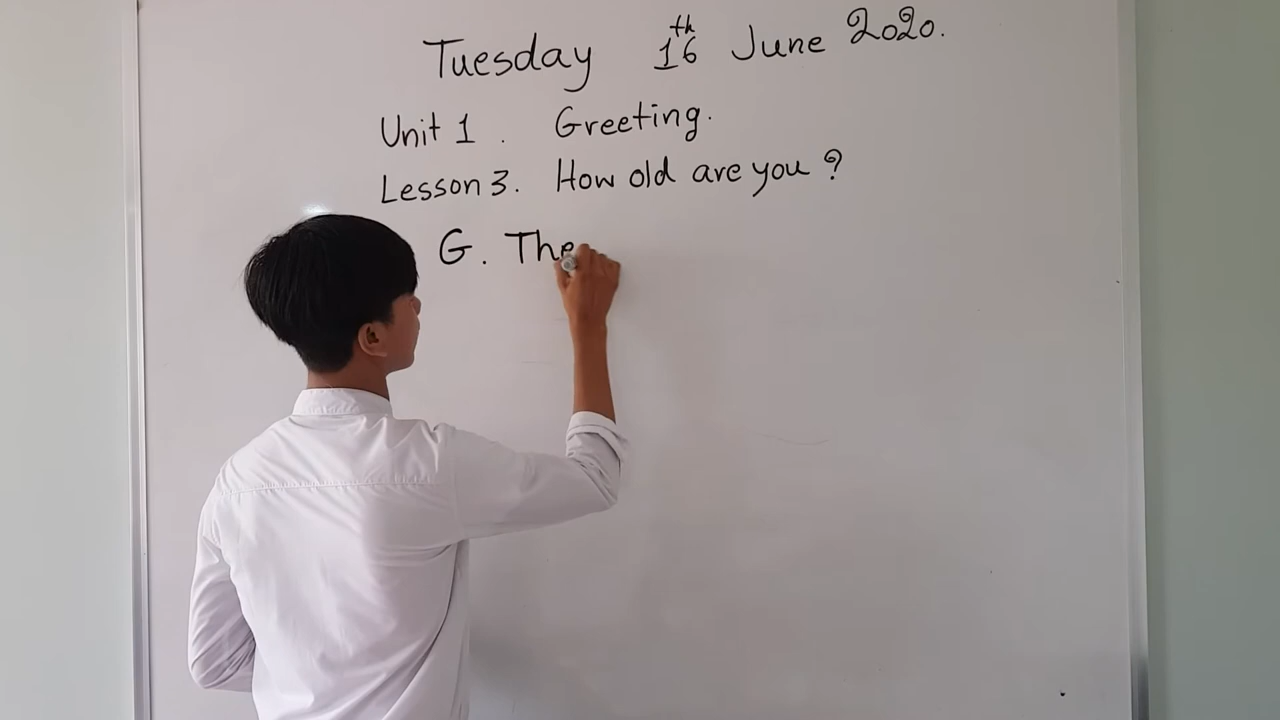 Tuesday 16th June 2020.
Unit 1. Greeting.
Lesson 3. How old are you?
G. The